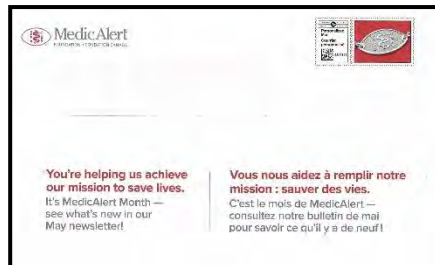 MedicAlert
You're helping us achieve
our mission to save lives.
It's MedicAlert Month —
see what's new in our
May newsletter!
Vous nous aidez à remplir notre
mission : sauver des vies.
C'est le mois de MedicAlert —
consultez notre bulletin de mai
pour savoir ce qu'il y a de neuf!